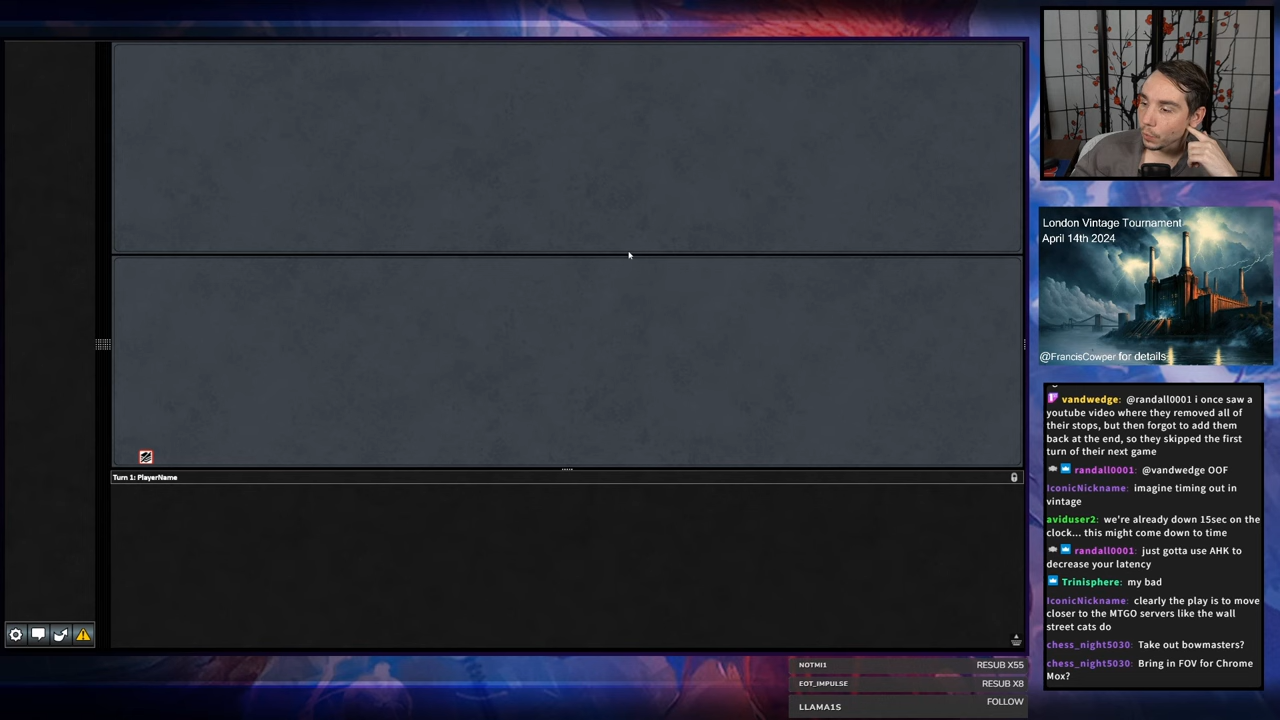 London Vintage Tournament
April 14th 2024
@FrancisCowper for details
vandwedge: @randall0001 i once saw a
youtube video where they removed all of
their stops, but then forgot to add them
back at the end, so they skipped the first
turn of their next game
randall0001: @vandwedge OOF
IconicNickname: imagine timing out in
vintage
aviduser2: we're already down 15sec on the
clock... this might come down to time
randall0001: just gotta use AHK to
decrease your latency
Trinisphere: my bad
IconicNickname: clearly the play is to move
closer to the MTGO servers like the wall
street cats do
chess_night5030: Take out bowmasters?
chess_night5030: Bring in FOV for Chrome
Mox?
Turn 1: PlayerName
NOTMI1 RESUB X55
EOT_IMPULSE RESUB X8
LLAMA1S FOLLOW